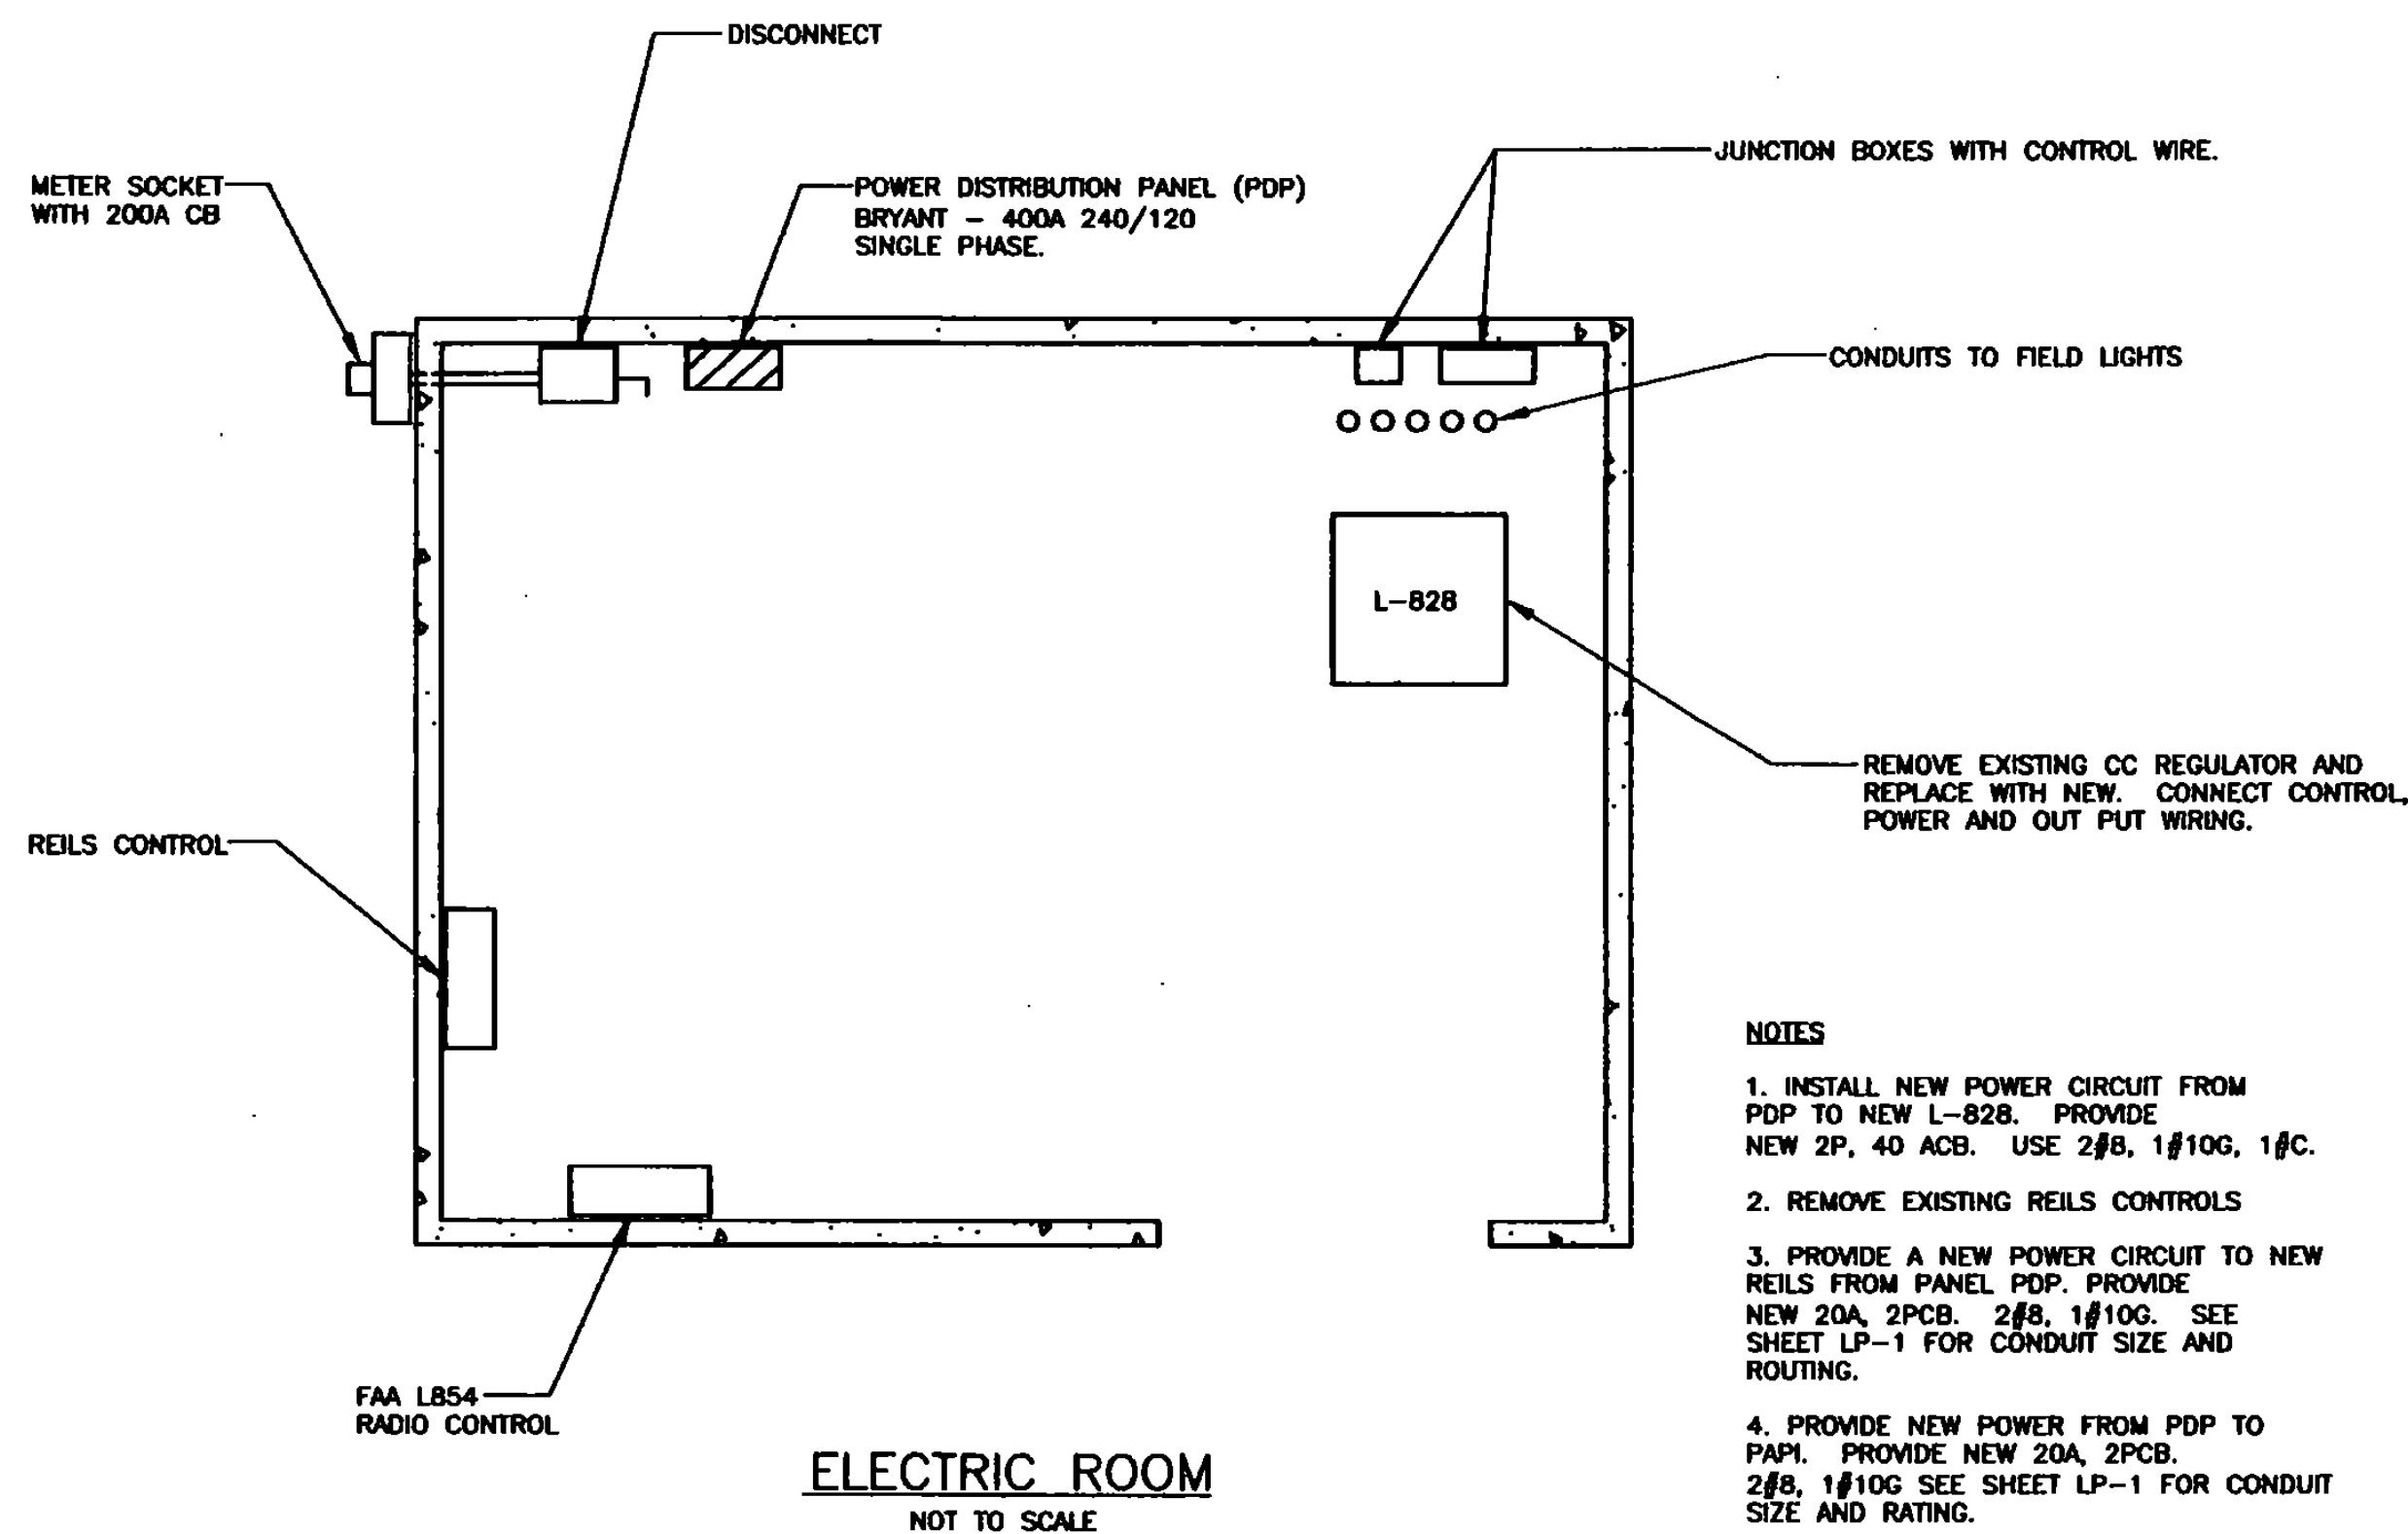 DISCONNECT
METER SOCKET
WITH 200A CB
POWER DISTRIBUTION PANEL (PDP)
BRYANT - 400A 240/120
SINGLE PHASE.
JUNCTION BOXES WITH CONTROL WIRE.
CONDUITS TO FIELD LIGHTS
L-828
REMOVE EXISTING CC REGULATOR AND
REPLACE WITH NEW. CONNECT CONTROL,
POWER AND OUT PUT WIRING.
REILS CONTROL
FAA L854
RADIO CONTROL
NOTES
1. INSTALL NEW POWER CIRCUIT FROM
PDP TO NEW L-828. PROVIDE
NEW 2P, 40 ACB. USE 2#8, 1#10G, 1#C.
2. REMOVE EXISTING REILS CONTROLS
3. PROVIDE A NEW POWER CIRCUIT TO NEW
REILS FROM PANEL PDP. PROVIDE
NEW 20A, 2PCB. 2#8, 1#10G. SEE
SHEET LP-1 FOR CONDUIT SIZE AND
ROUTING.
4. PROVIDE NEW POWER FROM PDP TO
PAPI. PROVIDE NEW 20A, 2PCB.
2#8, 1#10G SEE SHEET LP-1 FOR CONDUIT
SIZE AND RATING.
ELECTRIC ROOM
NOT TO SCALE